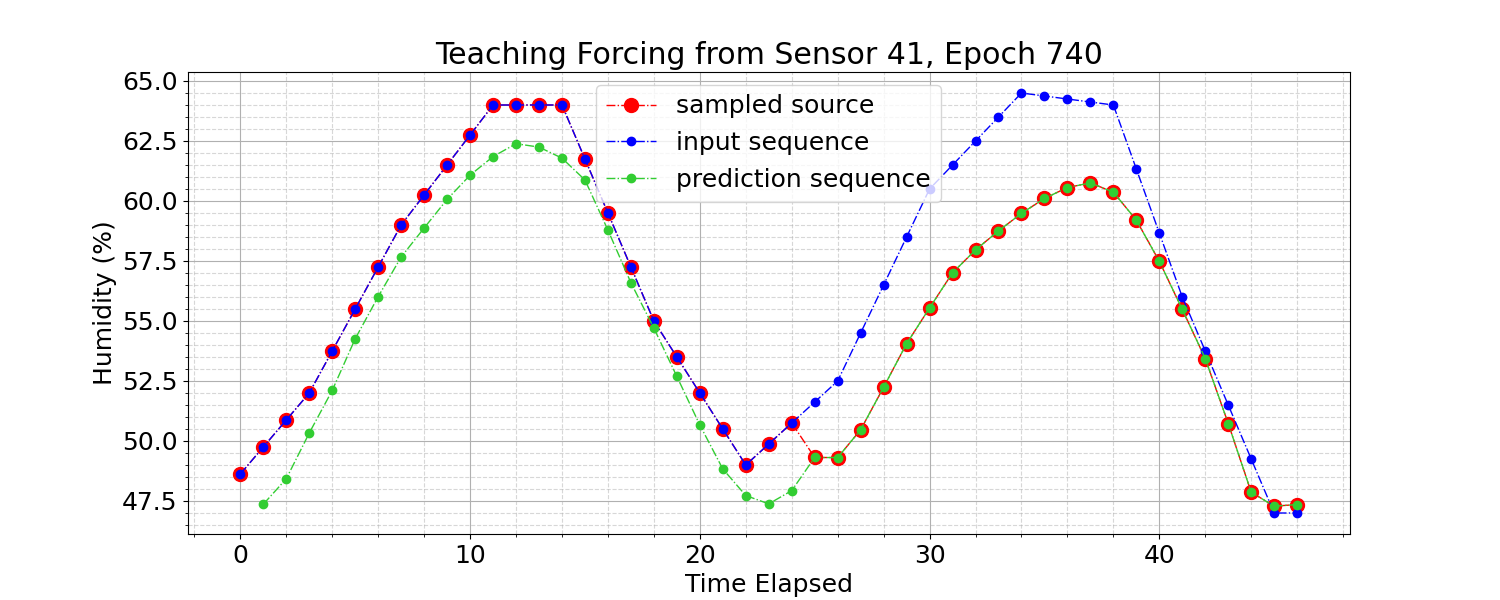 Teaching Forcing from Sensor 41, Epoch 740
65.0
62.5
60.0
57.5
55.0
52.5
50.0
47.5
Humidity (%)
sampled source
input sequence
prediction sequence
0 10 20 30 40
Time Elapsed